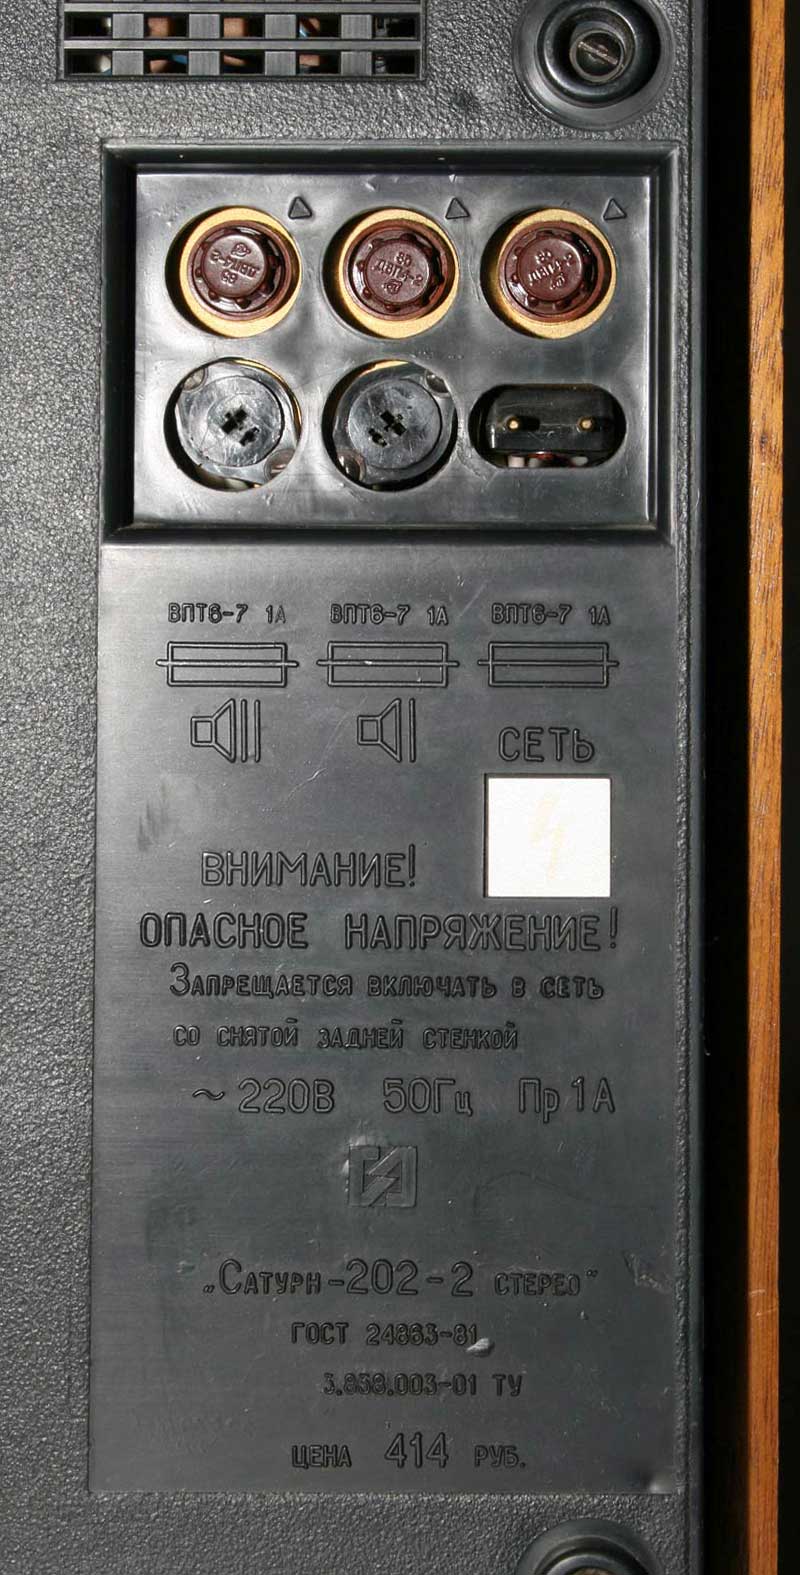 ВПТ6-7 1А ВПТ6-7 1А ВПТ6-7 1А
СЕТЬ
ВНИМАНИЕ!
ОПАСНОЕ НАПРЯЖЕНИЕ!
ЗАПРЕЩАЕТСЯ ВКЛЮЧАТЬ В СЕТЬ
СО СНЯТОЙ ЗАДНЕЙ СТЕНКОЙ
~ 220В 50Гц Пр 1А
„САТУРН-202-2 СТЕРЕО"
ГОСТ 24863-81
3.838.003-01 ТУ
ЦЕНА 414 РУБ.